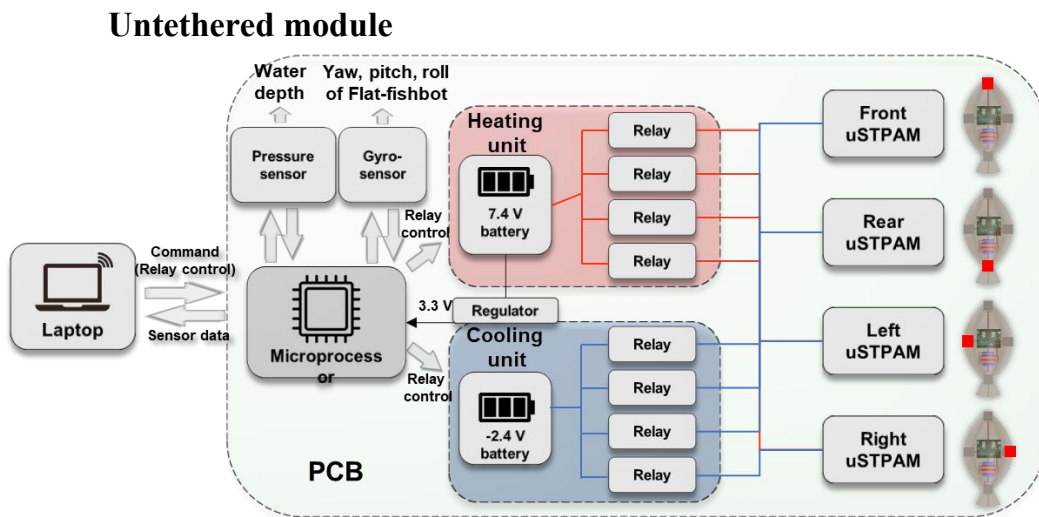 Untethered module
Water
depth
Yaw, pitch, roll
of Flat-fishbot
Pressure
sensor
Gyro-
sensor
Relay
control
Heating
unit
7.4 V
battery
Relay
Relay
Relay
Relay
Front
uSTPAM
Rear
uSTPAM
Left
uSTPAM
Right
uSTPAM
Command
(Relay control)
Laptop
Sensor data
Microprocess
or
3.3 V
Regulator
Relay
control
Cooling
unit
-2.4 V
battery
Relay
Relay
Relay
Relay
PCB